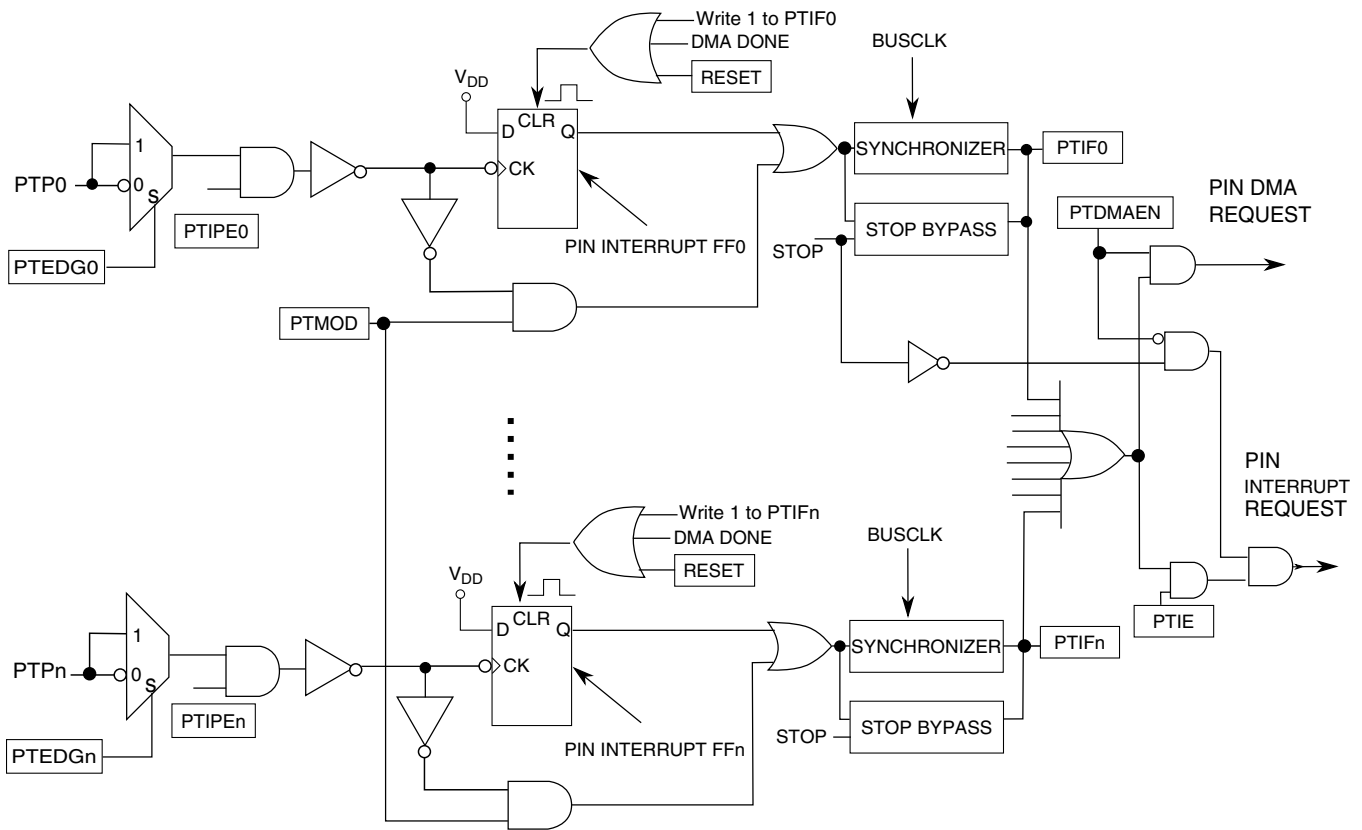 Write 1 to PTIF0
DMA DONE
RESET
BUSCLK
VDD
CLR
D
Q
CK
1
0
S
PTP0
PTIPE0
PTEDG0
PIN INTERRUPT FF0
SYNCHRONIZER
PTIF0
STOP BYPASS
STOP
PIN DMA
REQUEST
PTDMAEN
PTMOD
PIN
INTERRUPT
REQUEST
Write 1 to PTIFn
DMA DONE
RESET
BUSCLK
VDD
CLR
D
Q
CK
1
0
S
PTPn
PTIPEn
PTEDGn
PIN INTERRUPT FFn
SYNCHRONIZER
PTIFn
STOP BYPASS
STOP
PTIE